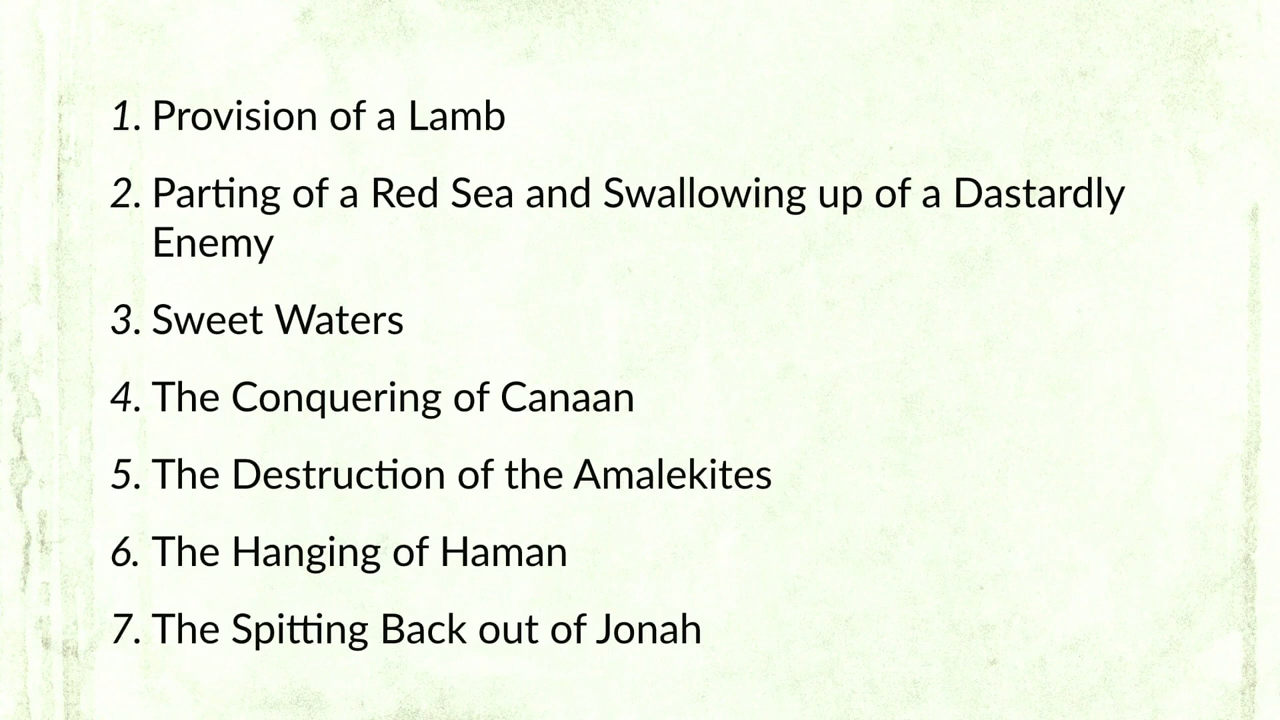 1. Provision of a Lamb
2. Parting of a Red Sea and Swallowing up of a Dastardly
Enemy
3. Sweet Waters
4. The Conquering of Canaan
5. The Destruction of the Amalekites
6. The Hanging of Haman
7. The Spitting Back out of Jonah